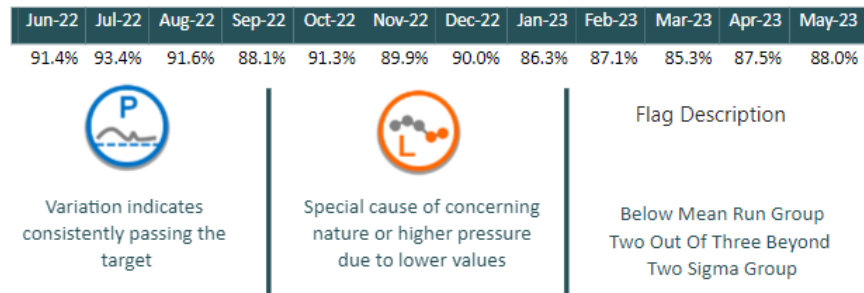 Jun-22 Jul-22 Aug-22 Sep-22 Oct-22 Nov-22 Dec-22 Jan-23 Feb-23 Mar-23 Apr-23 May-23
91.4% 93.4% 91.6% 88.1% 91.3% 89.9% 90.0% 86.3% 87.1% 85.3% 87.5% 88.0%
P
Variation indicates
consistently passing the
target
L
Special cause of concerning
nature or higher pressure
due to lower values
Flag Description
Below Mean Run Group
Two Out Of Three Beyond
Two Sigma Group